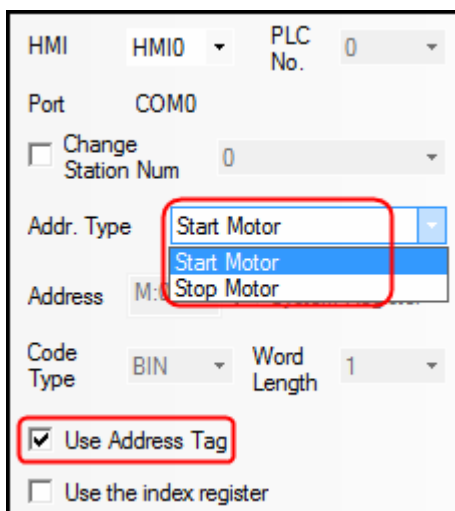 HMI HMI0 PLC No. 0
Port COM0
Change Station Num 0
Addr. Type Start Motor
Start Motor
Stop Motor
Address
Code Type BIN Word Length 1
Use Address Tag
Use the index register